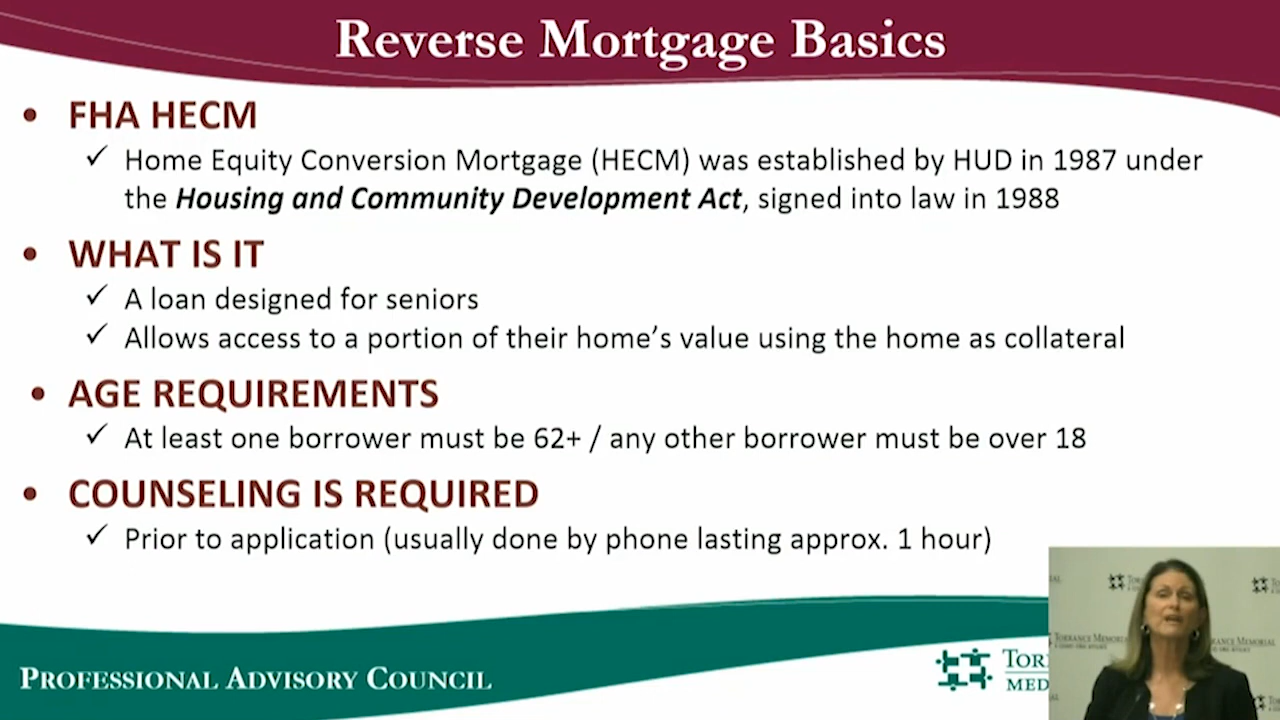 Reverse Mortgage Basics
• FHA HECM
✓ Home Equity Conversion Mortgage (HECM) was established by HUD in 1987 under
the Housing and Community Development Act, signed into law in 1988
• WHAT IS IT
✓ A loan designed for seniors
✓ Allows access to a portion of their home's value using the home as collateral
• AGE REQUIREMENTS
✓ At least one borrower must be 62+ / any other borrower must be over 18
• COUNSELING IS REQUIRED
✓ Prior to application (usually done by phone lasting approx. 1 hour)
PROFESSIONAL ADVISORY COUNCIL
TOR
MED
TORRANCE MEMORIAL